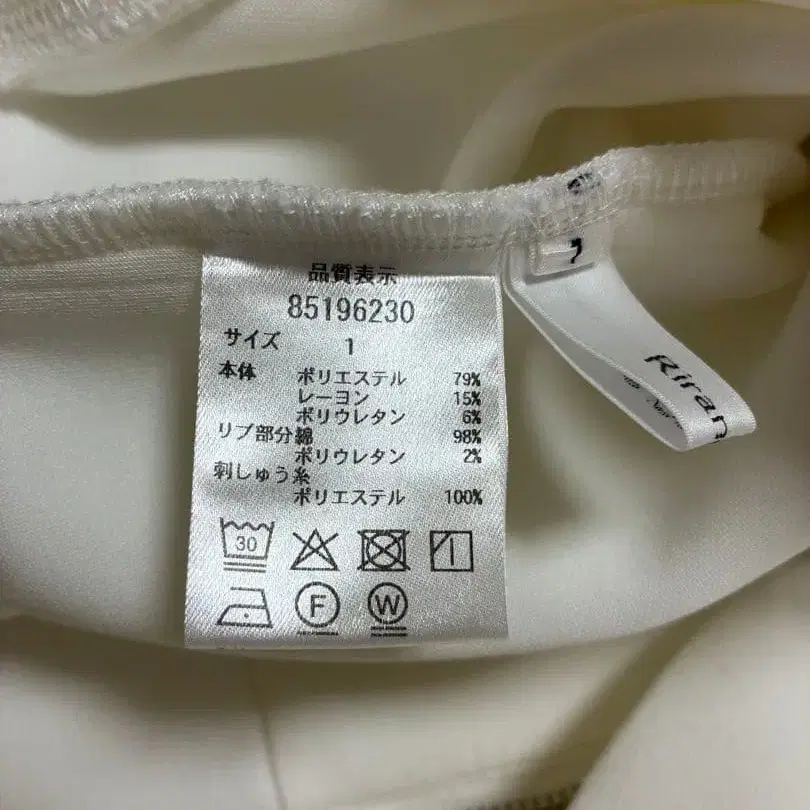 品質表示
85196230
サイズ 1
本体 ポリエステル 79%
レーヨン 15%
ポリウレタン 6%
リブ部分 綿 98%
ポリウレタン 2%
刺しゅう糸
ポリエステル 100%
30
F
W
Riran